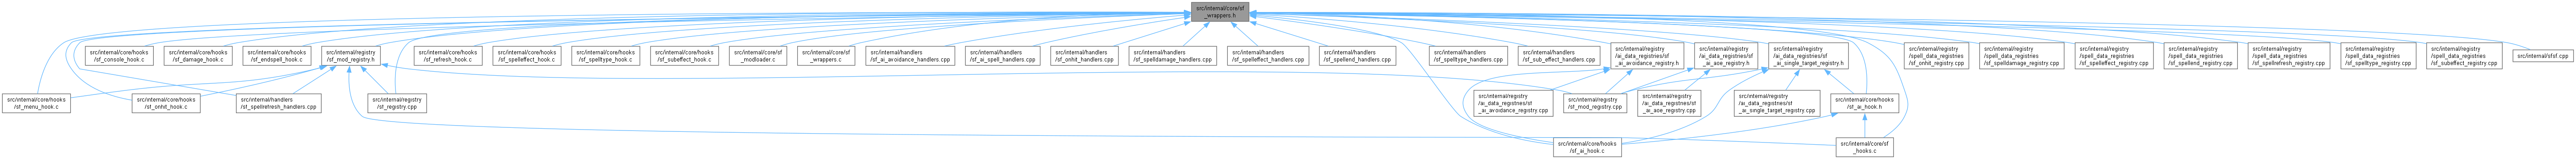 src/internal/core/sf
_wrappers.h
src/internal/core/hooks
/sf_console_hook.c
src/internal/core/hooks
/sf_damage_hook.c
src/internal/core/hooks
/sf_endspell_hook.c
src/internal/registry
/sf_mod_registry.h
src/internal/core/hooks
/sf_refresh_hook.c
src/internal/core/hooks
/sf_spelleffect_hook.c
src/internal/core/hooks
/sf_spelltype_hook.c
src/internal/core/hooks
/sf_subeffect_hook.c
src/internal/core/sf
_modloader.c
src/internal/core/sf
_wrappers.c
src/internal/handlers
/sf_ai_avoidance_handlers.c
src/internal/handlers
/sf_ai_spell_handlers.c
src/internal/handlers
/sf_onhit_handlers.c
src/internal/handlers
/sf_spelldamage_handlers.cpp
src/internal/handlers
/sf_spelleffect_handlers.cpp
src/internal/handlers
/sf_spellend_handlers.cpp
src/internal/handlers
/sf_spelltype_handlers.cpp
src/internal/handlers
/sf_sub_effect_handlers.cpp
src/internal/registry
/ai_data_registries/sf
_ai_avoidance_registry.h
src/internal/registry
/ai_data_registries/sf
_ai_aoe_registry.h
src/internal/registry
/ai_data_registries/sf
_ai_single_target_registry.h
src/internal/registry
/spell_data_registries
/sf_onhit_registry.cpp
src/internal/registry
/spell_data_registries
/sf_spelldamage_registry.cpp
src/internal/registry
/spell_data_registries
/sf_spelleffect_registry.cpp
src/internal/registry
/spell_data_registries
/sf_spellend_registry.cpp
src/internal/registry
/spell_data_registries
/sf_spellrefresh_registry.cpp
src/internal/registry
/spell_data_registries
/sf_spelltype_registry.cpp
src/internal/registry
/spell_data_registries
/sf_subeffect_registry.cpp
src/internal/sfsf.cpp
src/internal/core/hooks
/sf_menu_hook.c
src/internal/core/hooks
/sf_onhit_hook.c
src/internal/handlers
/sf_spellrefresh_handlers.cpp
src/internal/registry
/sf_registry.cpp
src/internal/registry
/ai_data_registries/sf
_ai_avoidance_registry.cpp
src/internal/registry
/sf_mod_registry.cpp
src/internal/registry
/ai_data_registries/sf
_ai_aoe_registry.cpp
src/internal/registry
/ai_data_registries/sf
_ai_single_target_registry.cpp
src/internal/core/hooks
/sf_ai_hook.h
src/internal/core/hooks
/sf_ai_hook.c
src/internal/core/sf
_hooks.c